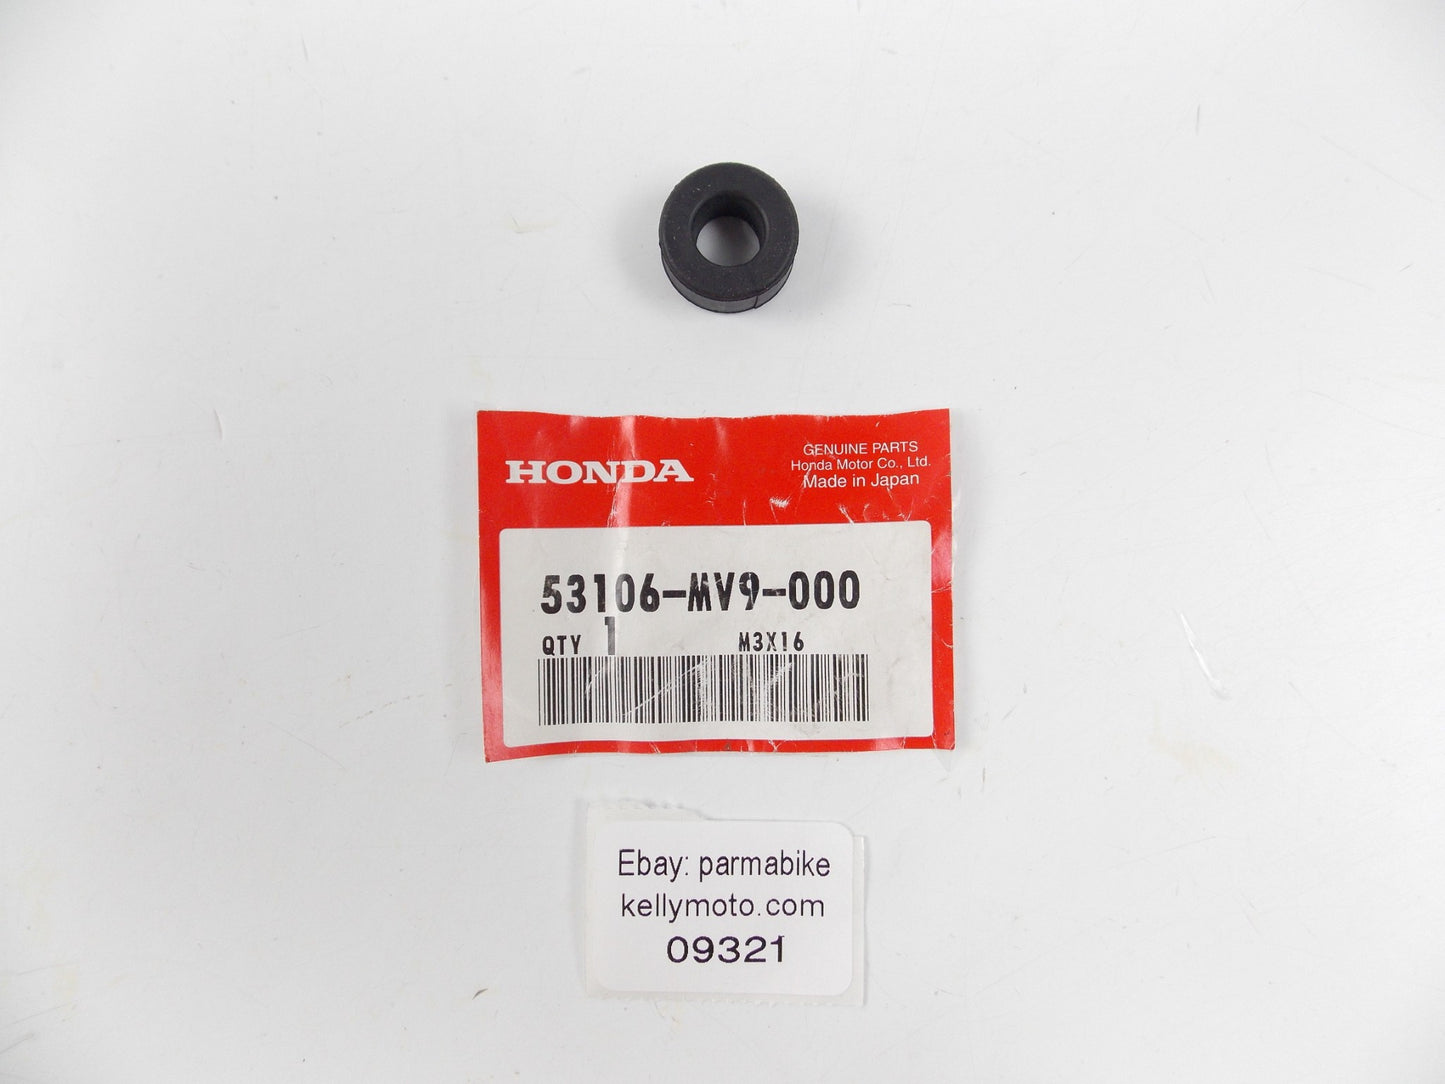 HONDA
GENUINE PARTS
Honda Motor Co., Ltd.
Made in Japan
53106-MV9-000
QTY 1 M3X16
Ebay: parmabike
kellymoto.com
09321